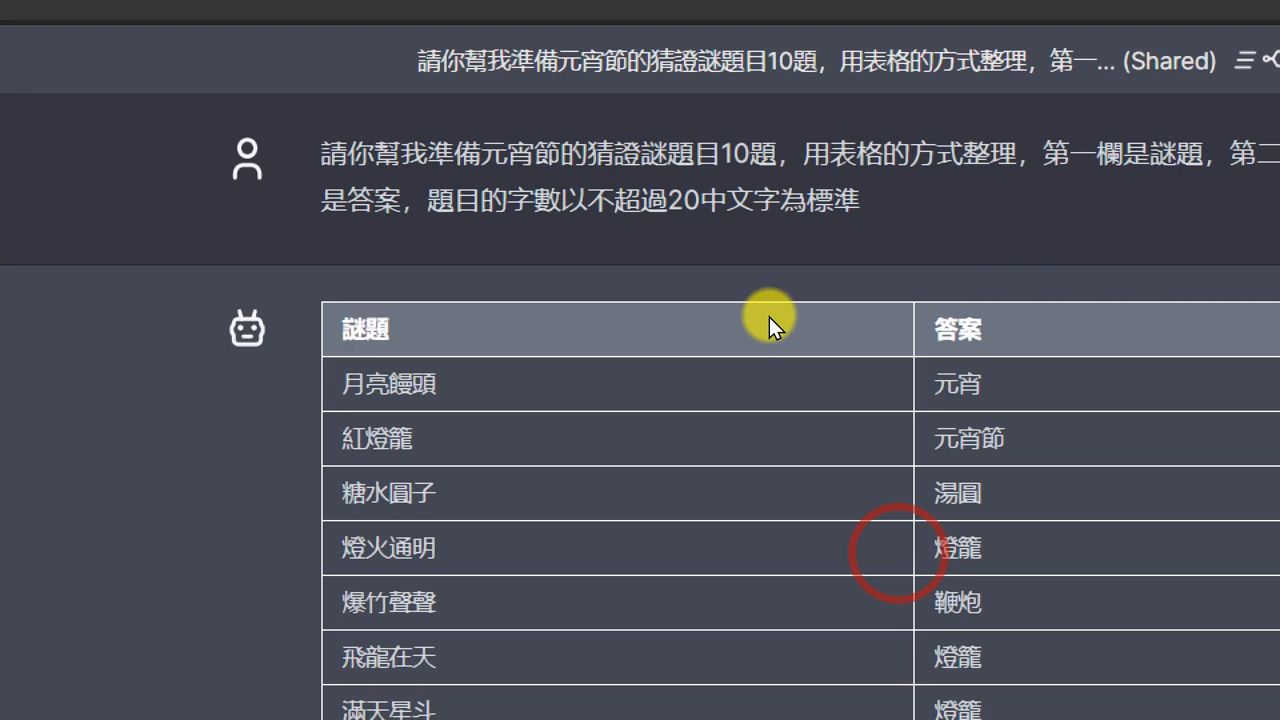 請你幫我準備元宵節的猜證謎題目10題，用表格的方式整理，第一... (Shared)
請你幫我準備元宵節的猜證謎題目10題，用表格的方式整理，第一欄是謎題，第二
是答案，題目的字數以不超過20中文字為標準
謎題 答案
月亮饅頭 元宵
紅燈籠 元宵節
糖水圓子 湯圓
燈火通明 燈籠
爆竹聲聲 鞭炮
飛龍在天 燈籠
滿天星斗 燈籠